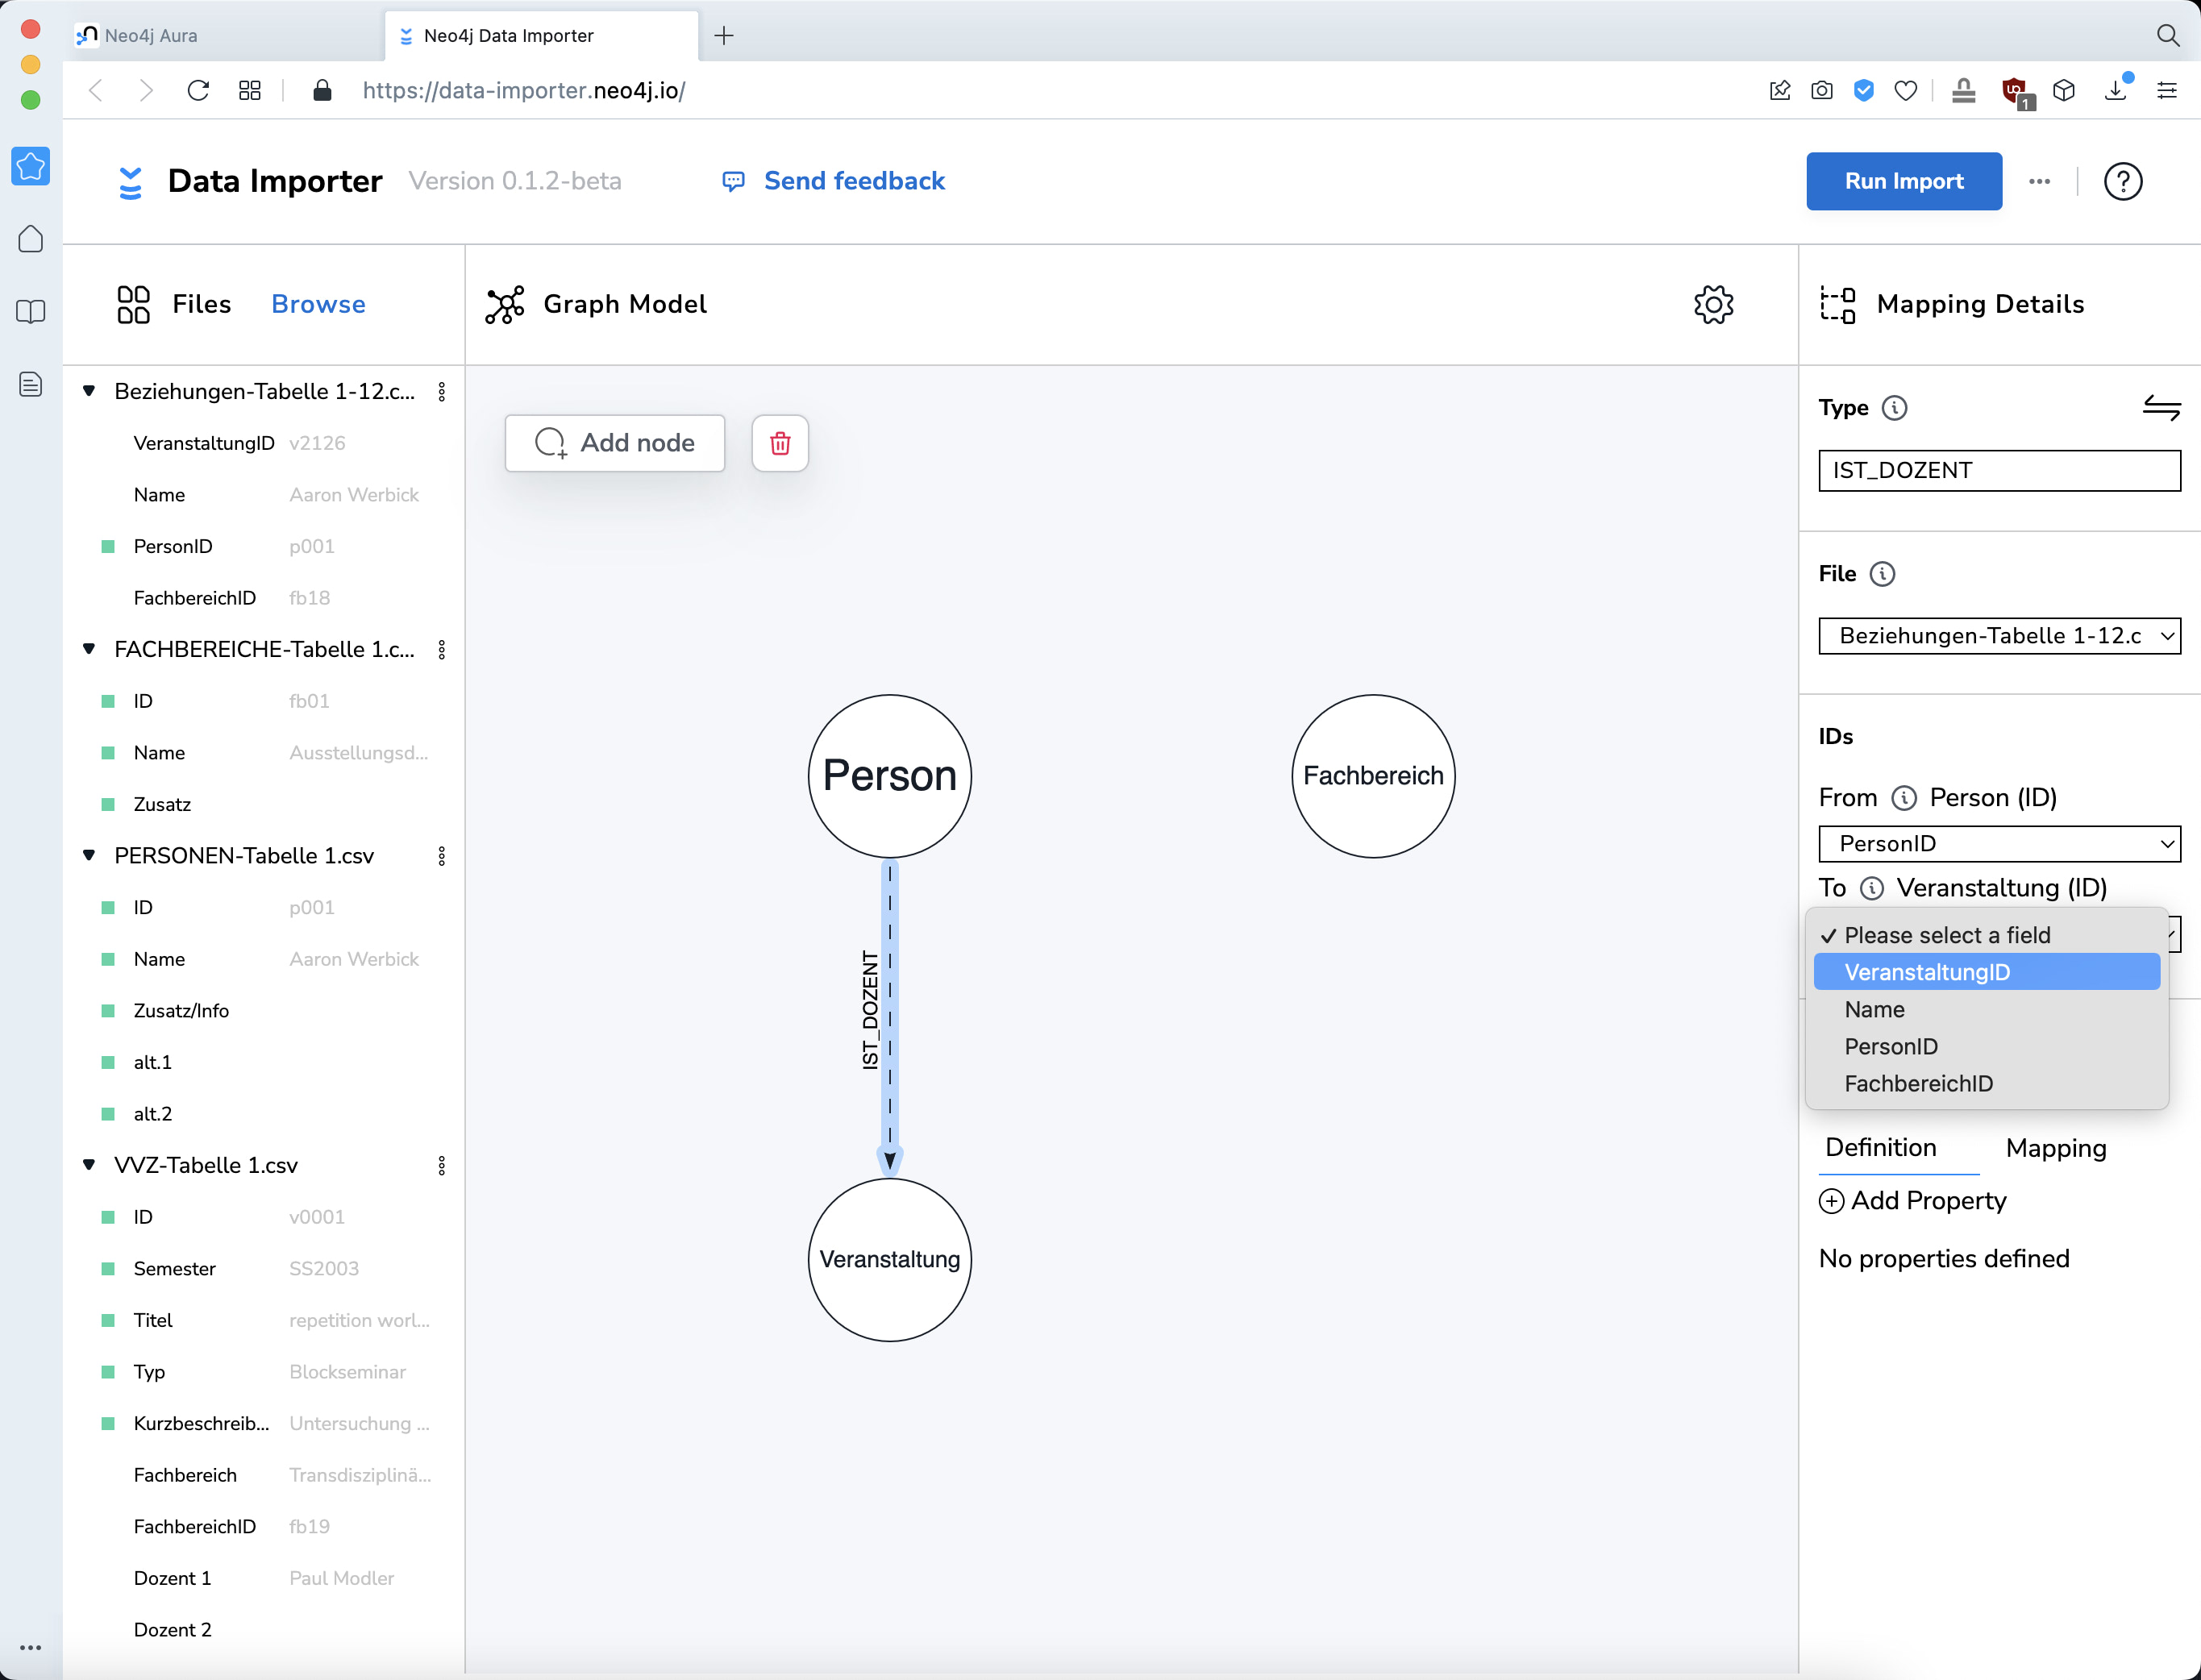 Neo4j Aura
Neo4j Data Importer
https://data-importer.neo4j.io/
1
Data Importer
Version 0.1.2-beta
Send feedback
Run Import
Files
Browse
Graph Model
Mapping Details
Beziehungen-Tabelle 1-12.c...
VeranstaltungID v2126
Name Aaron Werbick
PersonID p001
FachbereichID fb18
FACHBEREICHE-Tabelle 1.c...
ID fb01
Name Ausstellungsd...
Zusatz
PERSONEN-Tabelle 1.csv
ID p001
Name Aaron Werbick
Zusatz/Info
alt.1
alt.2
VVZ-Tabelle 1.csv
ID v0001
Semester SS2003
Titel repetition worl...
Typ Blockseminar
Kurzbeschreib... Untersuchung ...
Fachbereich Transdisziplinä...
FachbereichID fb19
Dozent 1 Paul Modler
Dozent 2
Add node
Person
Fachbereich
IST_DOZENT
Veranstaltung
Type
IST_DOZENT
File
Beziehungen-Tabelle 1-12.c
IDs
From Person (ID)
PersonID
To Veranstaltung (ID)
✓ Please select a field
VeranstaltungID
Name
PersonID
FachbereichID
Definition
Mapping
Add Property
No properties defined